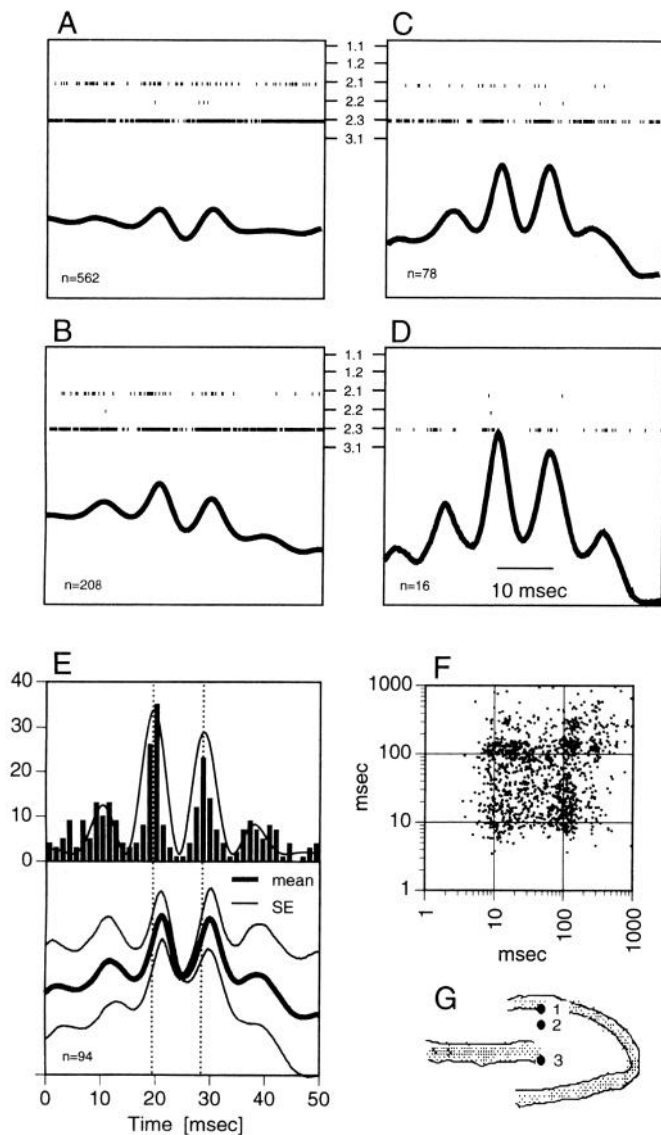 A
C
1.1
1.2
2.1
2.2
2.3
3.1
n=562
n=78
B
D
1.1
1.2
2.1
2.2
2.3
3.1
n=208
n=16
10 msec
E
40
30
20
10
0
mean
SE
n=94
0 10 20 30 40 50
Time [msec]
F
1000
100
10
1
msec
1 10 100 1000
msec
G
1
2
3